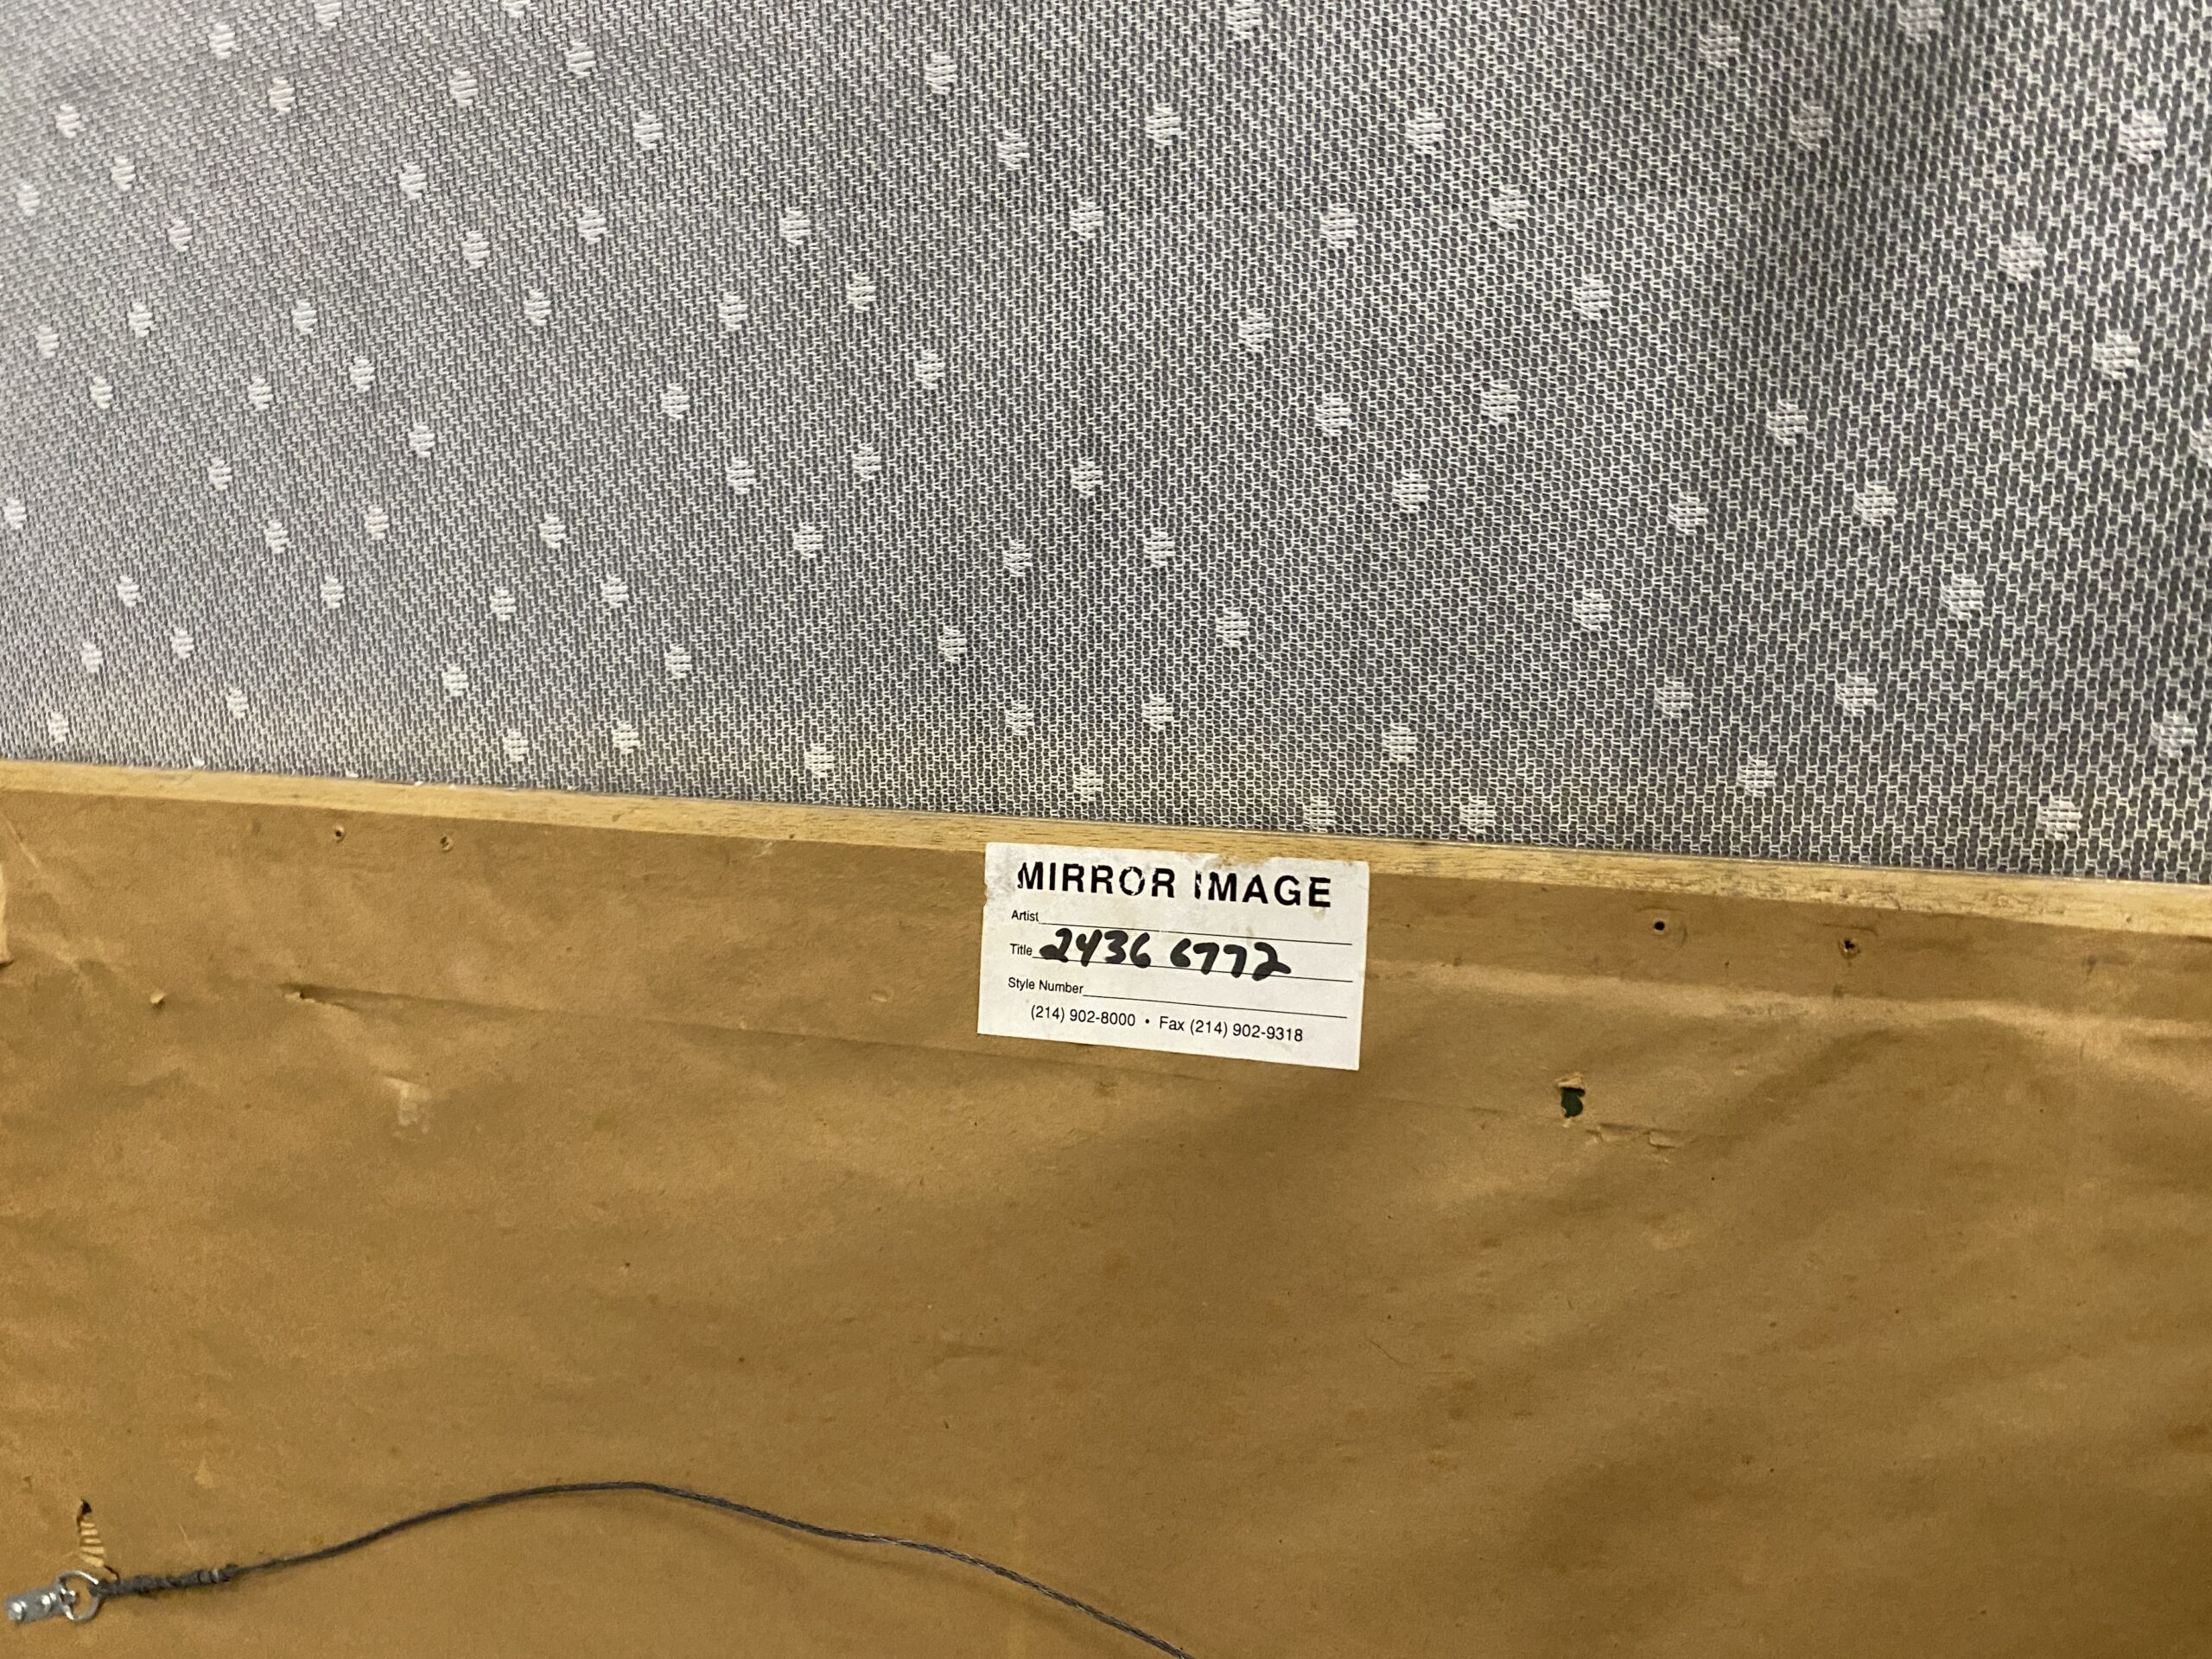 MIRROR IMAGE
Artist
Title 2436 6772
Style Number
(214) 902-8000 • Fax (214) 902-9318